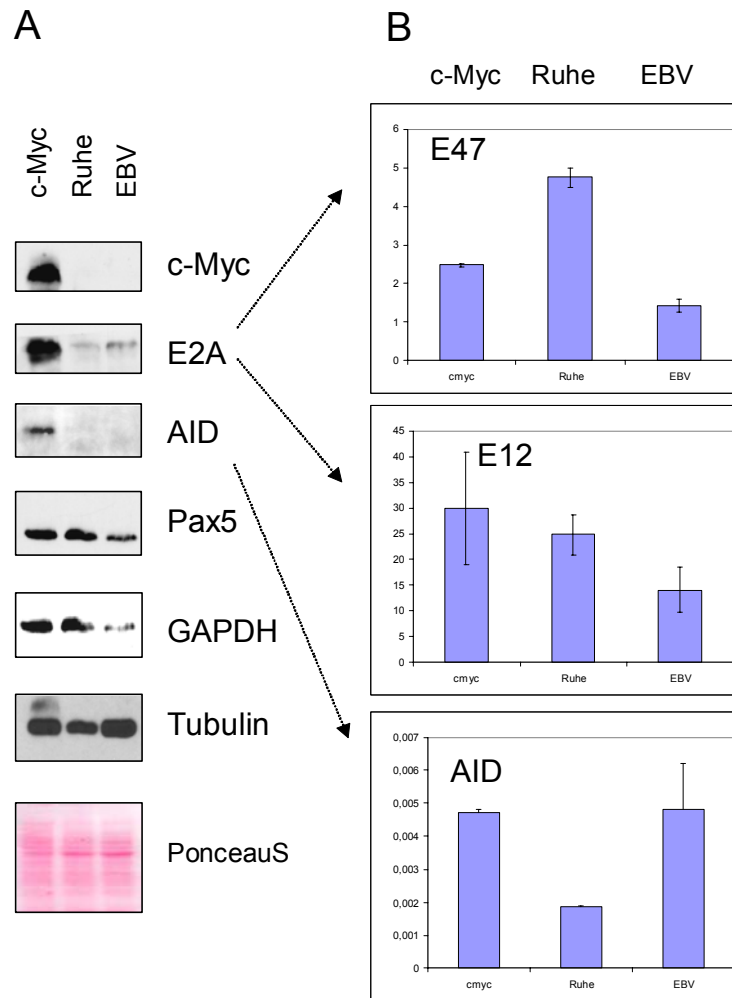 A
c-Myc
Ruhe
EBV
c-Myc
E2A
AID
Pax5
GAPDH
Tubulin
PonceauS
B
c-Myc Ruhe EBV
E47
6
5
4
3
2
1
0
cmyc Ruhe EBV
E12
45
40
35
30
25
20
15
10
5
0
cmyc Ruhe EBV
AID
0,007
0,006
0,005
0,004
0,003
0,002
0,001
0
cmyc Ruhe EBV